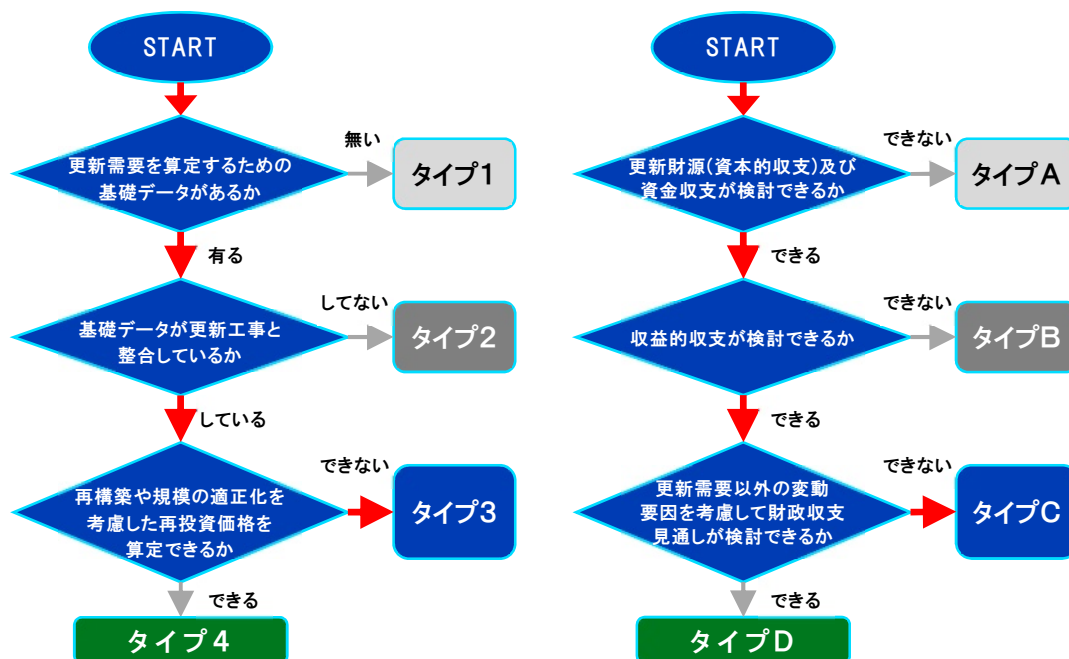 START
更新需要を算定するための
基礎データがあるか
無い
タイプ1
有る
基礎データが更新工事と
整合しているか
してない
タイプ2
している
再構築や規模の適正化を
考慮した再投資価格を
算定できるか
できない
タイプ3
できる
タイプ4
START
更新財源(資本的収支)及び
資金収支が検討できるか
できない
タイプA
できる
収益的収支が検討できるか
できない
タイプB
できる
更新需要以外の変動
要因を考慮して財政収支
見通しが検討できるか
できない
タイプC
できる
タイプD